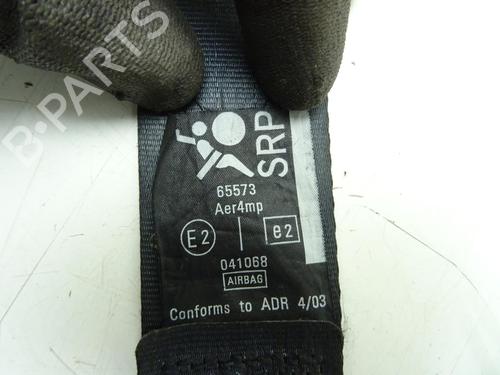 SRP
65573
Aer4mp
E2
e2
041068
AIRBAG
Conforms to ADR 4/03
B-PARTS